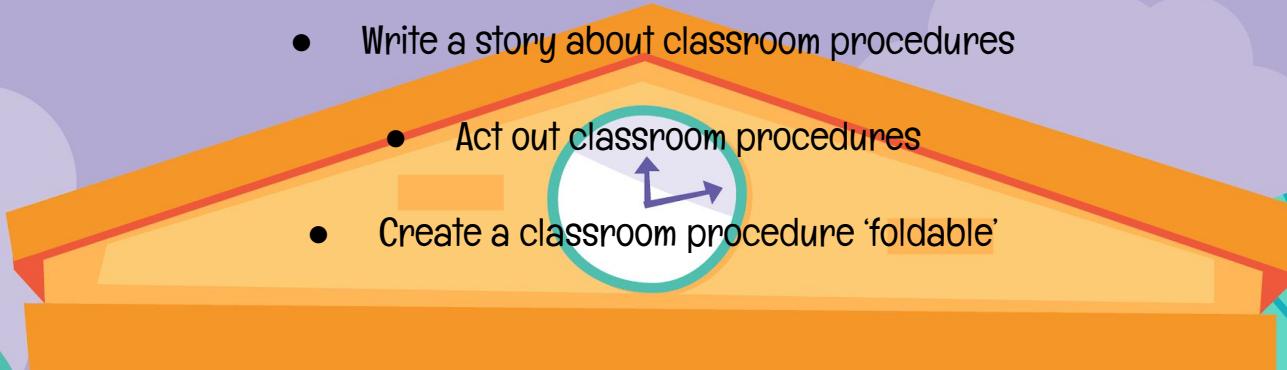 ● Write a story about classroom procedures
● Act out classroom procedures
● Create a classroom procedure ‘foldable’